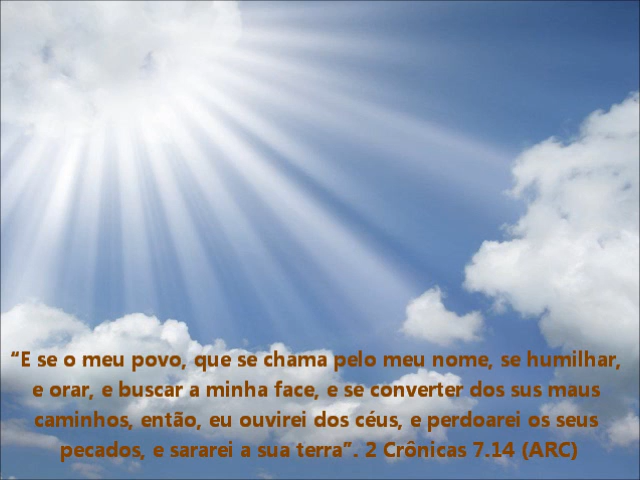 “E se o meu povo, que se chama pelo meu nome, se humilhar,
e orar, e buscar a minha face, e se converter dos sus maus
caminhos, então, eu ouvirei dos céus, e perdoarei os seus
pecados, e sararei a sua terra”. 2 Crônicas 7.14 (ARC)